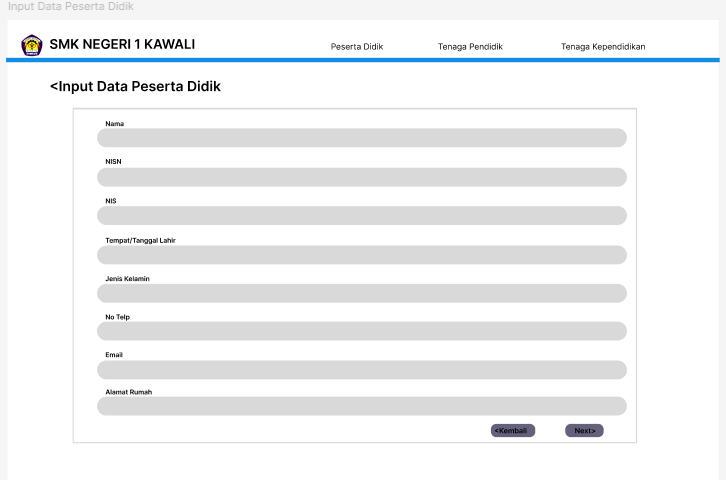 Input Data Peserta Didik
SMK NEGERI 1 KAWALI
Peserta Didik
Tenaga Pendidik
Tenaga Kependidikan
<Input Data Peserta Didik
Nama
NISN
NIS
Tempat/Tanggal Lahir
Jenis Kelamin
No Telp
Email
Alamat Rumah
<Kembali
Next>